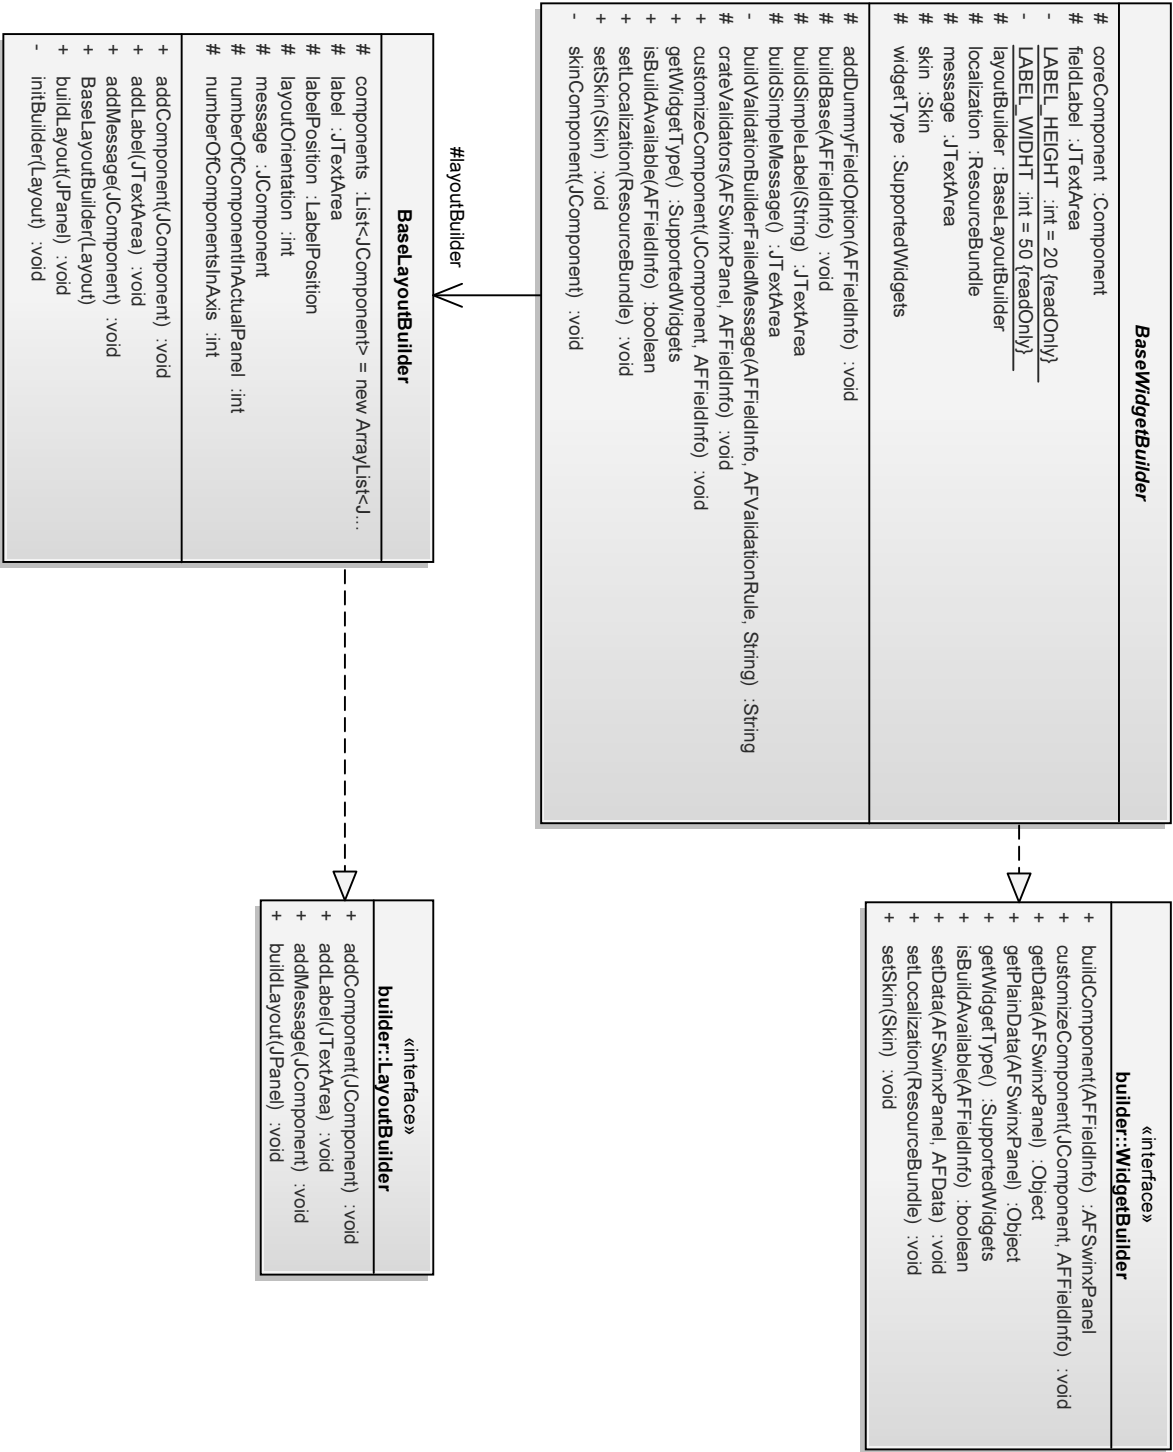 BaseWidgetBuilder
# coreComponent :Component
# fieldLabel :JTextArea
- LABEL_HEIGHT :int = 20 {readOnly}
- LABEL_WIDHT :int = 50 {readOnly}
# layoutBuilder :BaseLayoutBuilder
# localization :ResourceBundle
# message :JTextArea
# skin :Skin
# widgetType :SupportedWidgets
# addDummyFieldOption(AFFieldInfo) :void
# buildBase(AFFieldInfo) :void
# buildSimpleLabel(String) :JTextArea
# buildSimpleMessage() :JTextArea
- buildValidationBuilderFailedMessage(AFFieldInfo, AFValidationRule, String) :String
# crateValidators(AFSwinxPanel, AFFieldInfo) :void
+ customizeComponent(JComponent, AFFieldInfo) :void
+ getWidgetType() :SupportedWidgets
+ isBuildAvailable(AFFieldInfo) :boolean
+ setLocalization(ResourceBundle) :void
+ setSkin(Skin) :void
- skinComponent(JComponent) :void
«interface»
builder::WidgetBuilder
+ buildComponent(AFFieldInfo) :AFSwinxPanel
+ customizeComponent(JComponent, AFFieldInfo) :void
+ getData(AFSwinxPanel) :Object
+ getPlainData(AFSwinxPanel) :Object
+ getWidgetType() :SupportedWidgets
+ isBuildAvailable(AFFieldInfo) :boolean
+ setData(AFSwinxPanel, AFData) :void
+ setLocalization(ResourceBundle) :void
+ setSkin(Skin) :void
#layoutBuilder
BaseLayoutBuilder
# components :List<JComponent> = new ArrayList<J...
# label :JTextArea
# labelPosition :LabelPosition
# layoutOrientation :int
# message :JComponent
# numberOfComponentInActualPanel :int
# numberOfComponentsInAxis :int
+ addComponent(JComponent) :void
+ addLabel(JTextArea) :void
+ addMessage(JComponent) :void
+ BaseLayoutBuilder(Layout)
+ buildLayout(JPanel) :void
- initBuilder(Layout) :void
«interface»
builder::LayoutBuilder
+ addComponent(JComponent) :void
+ addLabel(JTextArea) :void
+ addMessage(JComponent) :void
+ buildLayout(JPanel) :void